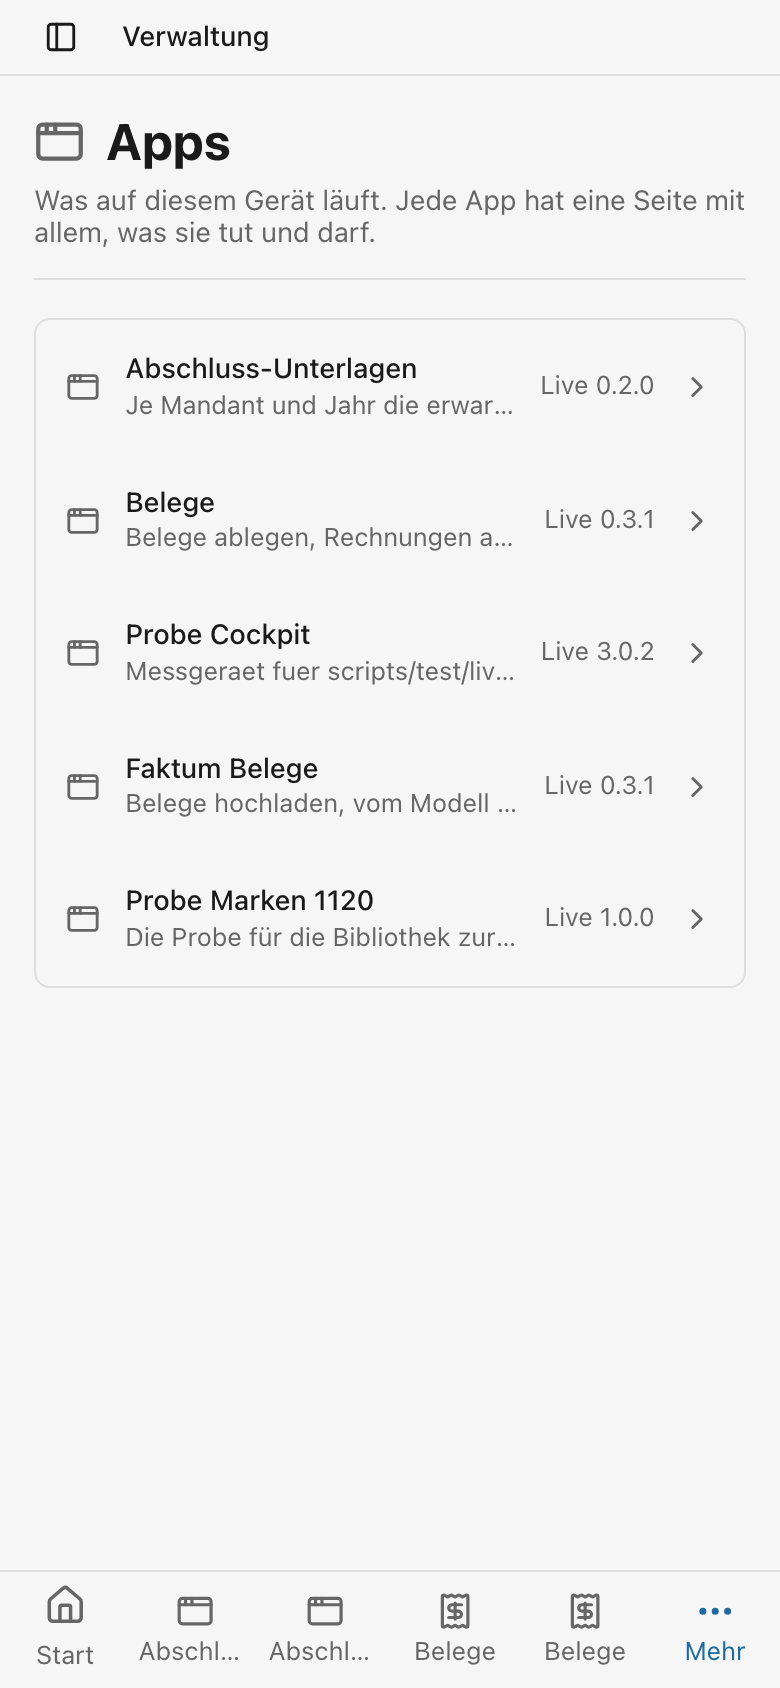 Verwaltung
Apps
Was auf diesem Gerät läuft. Jede App hat eine Seite mit
allem, was sie tut und darf.
Abschluss-Unterlagen
Je Mandant und Jahr die erwar...
Live 0.2.0
Belege
Belege ablegen, Rechnungen a...
Live 0.3.1
Probe Cockpit
Messgeraet fuer scripts/test/liv...
Live 3.0.2
Faktum Belege
Belege hochladen, vom Modell ...
Live 0.3.1
Probe Marken 1120
Die Probe für die Bibliothek zur...
Live 1.0.0
Start
Abschl...
Abschl...
Belege
Belege
Mehr